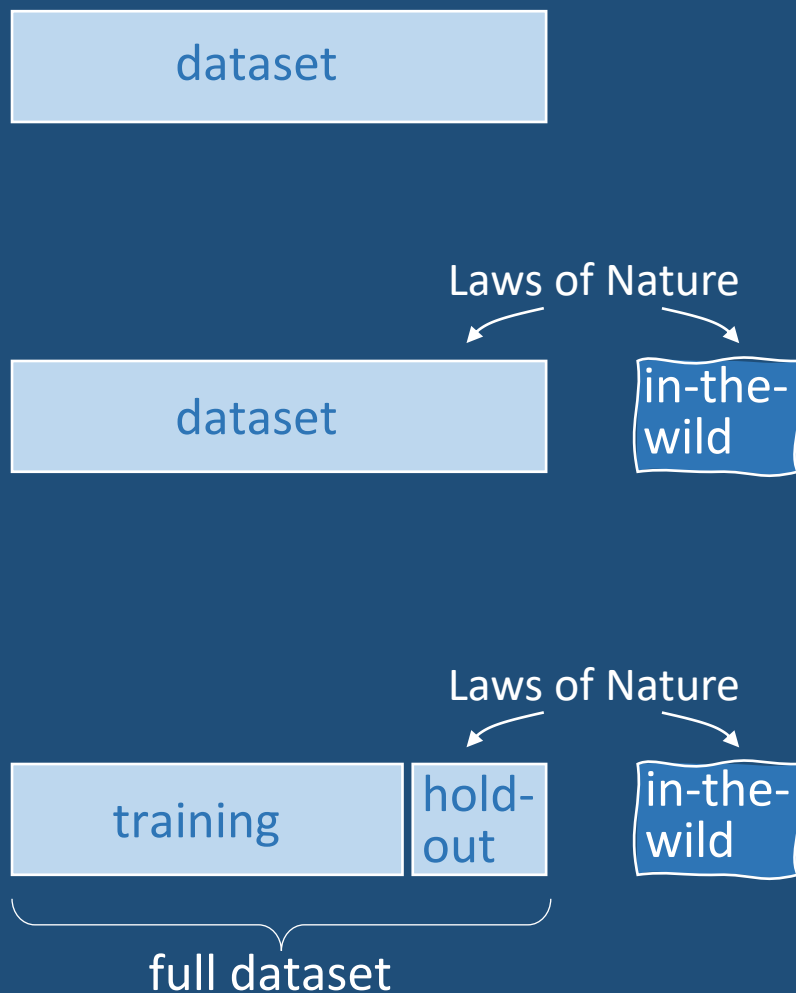 dataset
Laws of Nature
dataset
in-the-
wild
Laws of Nature
training
hold-
out
in-the-
wild
full dataset